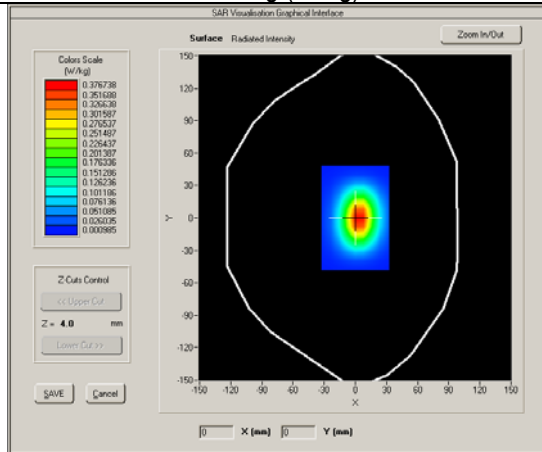 SAR Visualisation Graphical Interface
Surface Radiated Intensity
Zoom In/Out
Colors Scale
(W/kg)
0.376738
0.351688
0.326638
0.301587
0.276537
0.251487
0.226437
0.201387
0.176336
0.151286
0.126236
0.101186
0.076136
0.051085
0.026035
0.000985
150
120
90
60
30
0
-30
-60
-90
-120
-150
Y
-150 -120 -90 -60 -30 0 30 60 90 120 150
X
Z-Cuts Control
<< Upper Cut
Z = 4.0 mm
Lower Cut >>
SAVE Cancel
0 X (mm) 0 Y (mm)